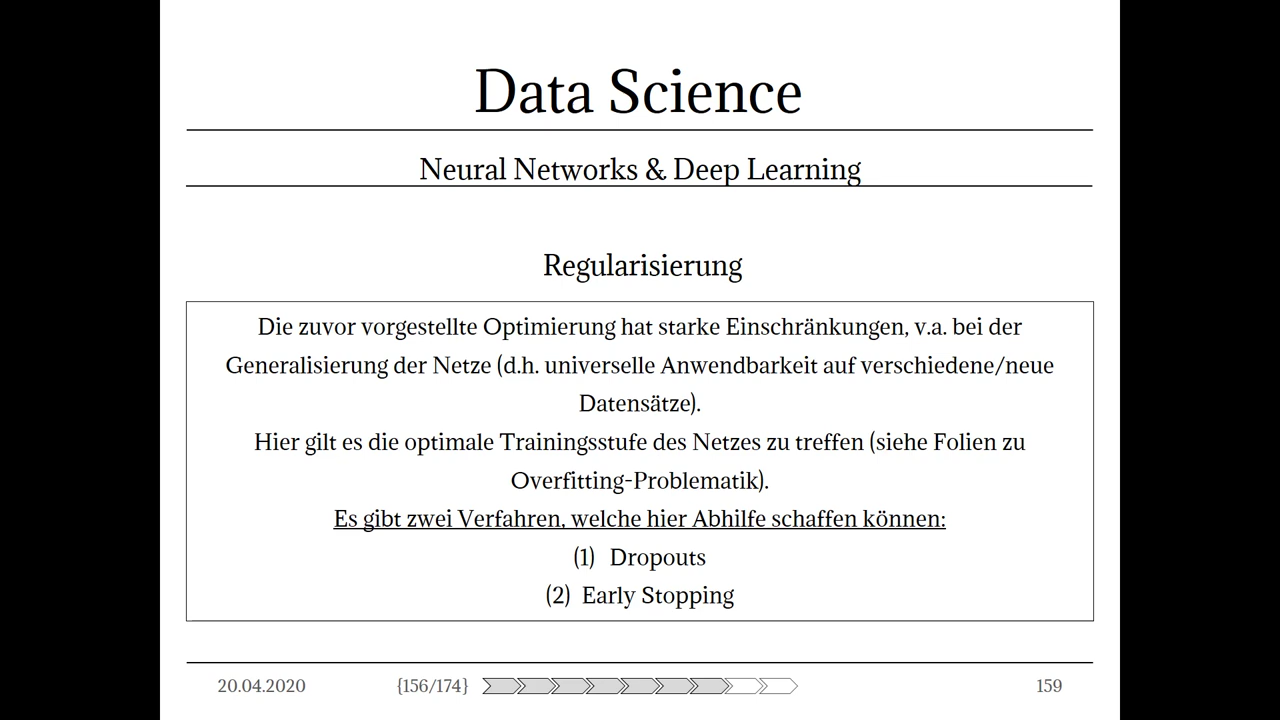 Data Science
Neural Networks & Deep Learning
Regularisierung
Die zuvor vorgestellte Optimierung hat starke Einschränkungen, v.a. bei der
Generalisierung der Netze (d.h. universelle Anwendbarkeit auf verschiedene/neue
Datensätze).
Hier gilt es die optimale Trainingsstufe des Netzes zu treffen (siehe Folien zu
Overfitting-Problematik).
Es gibt zwei Verfahren, welche hier Abhilfe schaffen können:
(1) Dropouts
(2) Early Stopping
20.04.2020 {156/174} 159